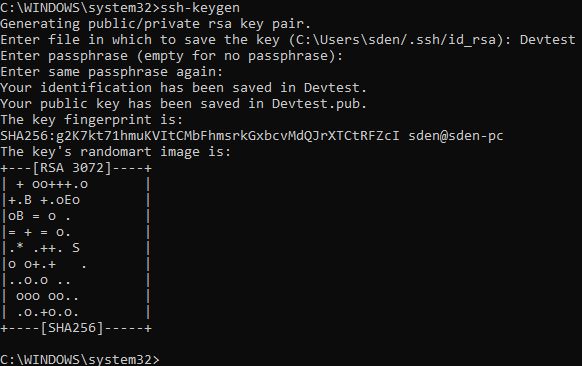 C:\WINDOWS\system32>ssh-keygen
Generating public/private rsa key pair.
Enter file in which to save the key (C:\Users\sden/.ssh/id_rsa): Devtest
Enter passphrase (empty for no passphrase):
Enter same passphrase again:
Your identification has been saved in Devtest.
Your public key has been saved in Devtest.pub.
The key fingerprint is:
SHA256:g2K7kt71hmuKVItCMbFhmsrkGxbcvMdQJrXTCtRFZcI sden@sden-pc
The key's randomart image is:
+---[RSA 3072]----+
| + oo+++.o       |
|+.B +.oEo        |
|oB = o .         |
|= + = o.         |
|.* .++. S        |
|o o+.+   .       |
|..o.o ..         |
| ooo oo..        |
| .o.+o.o.        |
+----[SHA256]-----+
C:\WINDOWS\system32>